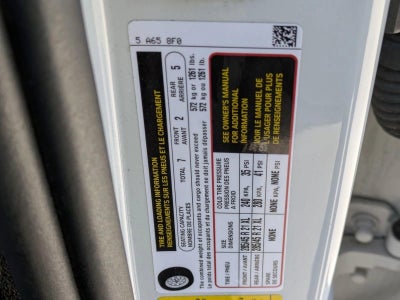 5 A65 8F0
TIRE AND LOADING INFORMATION
RENSEIGNEMENTS SUR LES PNEUS ET LE CHARGEMENT
SEATING CAPACITY
NOMBRE DE PLACES
TOTAL 7
FRONT 2
AVANT
REAR 5
ARRIÈRE
The combined weight of occupants and cargo should never exceed 572 kg or 1261 lbs.
Le poids total des occupants et du chargement ne doit jamais dépasser 572 kg ou 1261 lb.
TIRE / PNEU
SIZE
DIMENSIONS
COLD TIRE PRESSURE
PRESSION DES PNEUS
A FROID
FRONT / AVANT 285/45 R 21 XL 240 KPA, 35 PSI
REAR / ARRIÈRE 285/45 R 21 XL 280 KPA, 41 PSI
SPARE
DE SECOURS
NONE NONE KPA, NONE PSI
SEE OWNER'S MANUAL
FOR ADDITIONAL
INFORMATION
VOIR LE MANUEL DE
L'USAGER POUR PLUS
DE RENSEIGNEMENTS